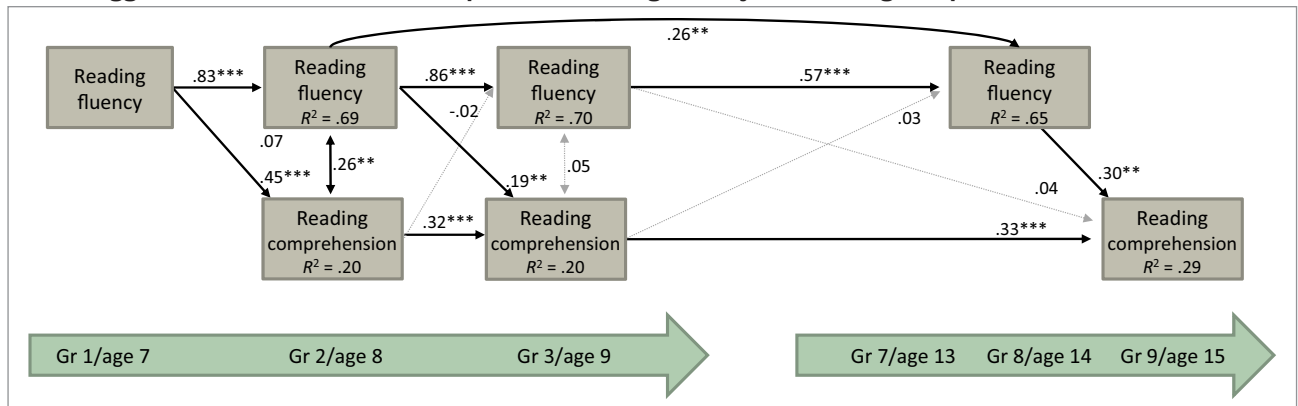 .26**
Reading
fluency
.83***
Reading
fluency
R² = .69
.86***
Reading
fluency
R² = .70
.57***
Reading
fluency
R² = .65
-.02
.03
.07
.45***
.26**
.19**
.05
.04
.30**
Reading
comprehension
R² = .20
.32***
Reading
comprehension
R² = .20
.33***
Reading
comprehension
R² = .29
Gr 1/age 7
Gr 2/age 8
Gr 3/age 9
Gr 7/age 13
Gr 8/age 14
Gr 9/age 15